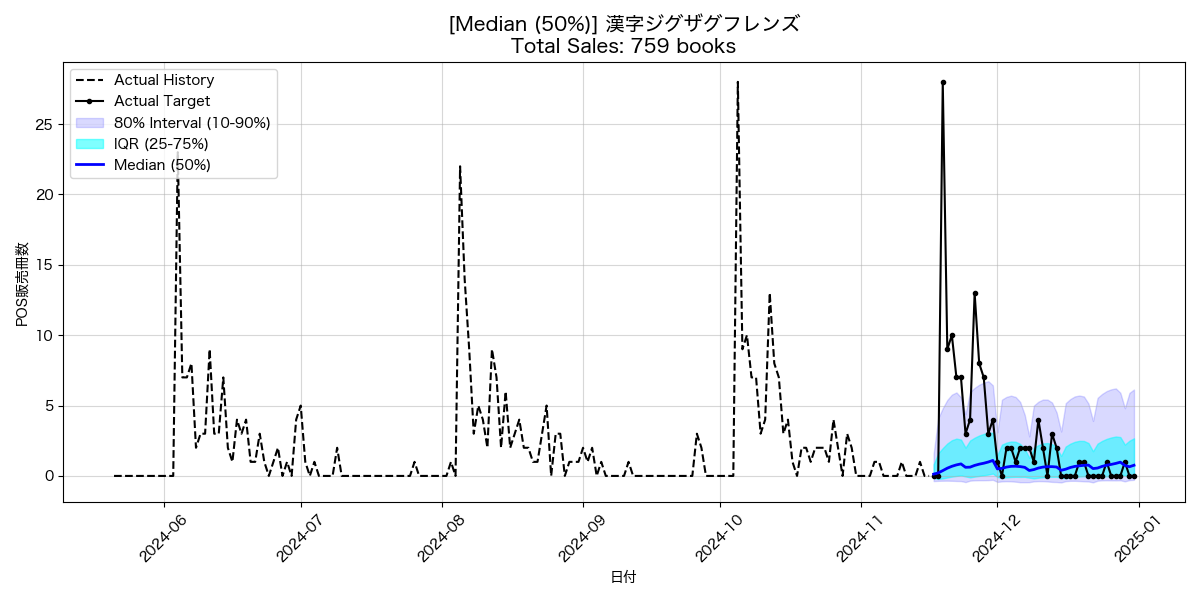 [Median (50%)] 漢字ジグザグフレンズ
Total Sales: 759 books
Actual History
Actual Target
80% Interval (10-90%)
IQR (25-75%)
Median (50%)
POS販売冊数
25
20
15
10
5
0
2024-06
2024-07
2024-08
2024-09
2024-10
2024-11
2024-12
2025-01
日付